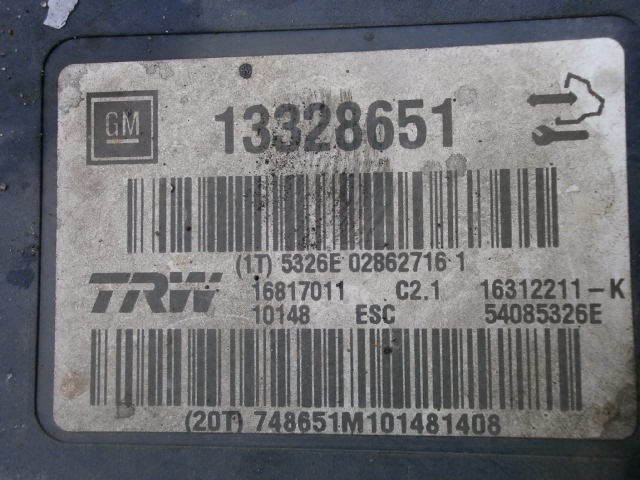 GM 13328651
(1T) 5326E 02862716 1
TRW 16817011 C2.1 16312211-K
10148 ESC 54085326E
(20T) 748651M101481408